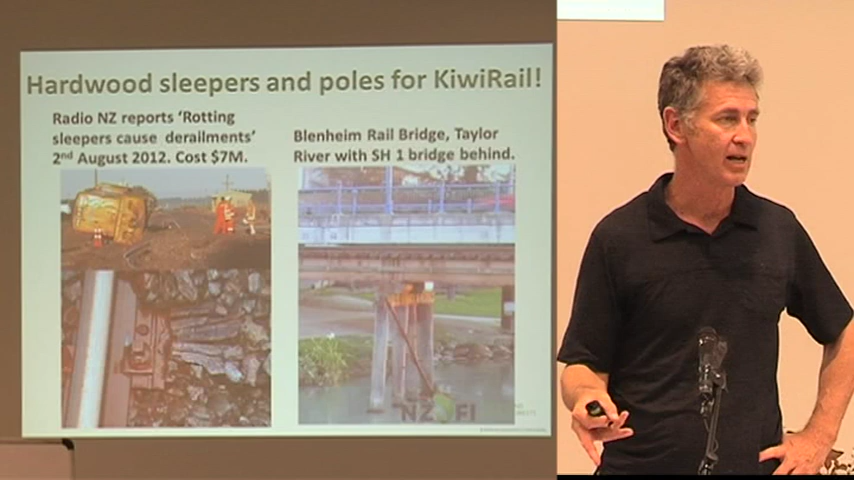 Hardwood sleepers and poles for KiwiRail!
Radio NZ reports 'Rotting
sleepers cause derailments'
2nd August 2012. Cost $7M.
Blenheim Rail Bridge, Taylor
River with SH 1 bridge behind.
NZ FI